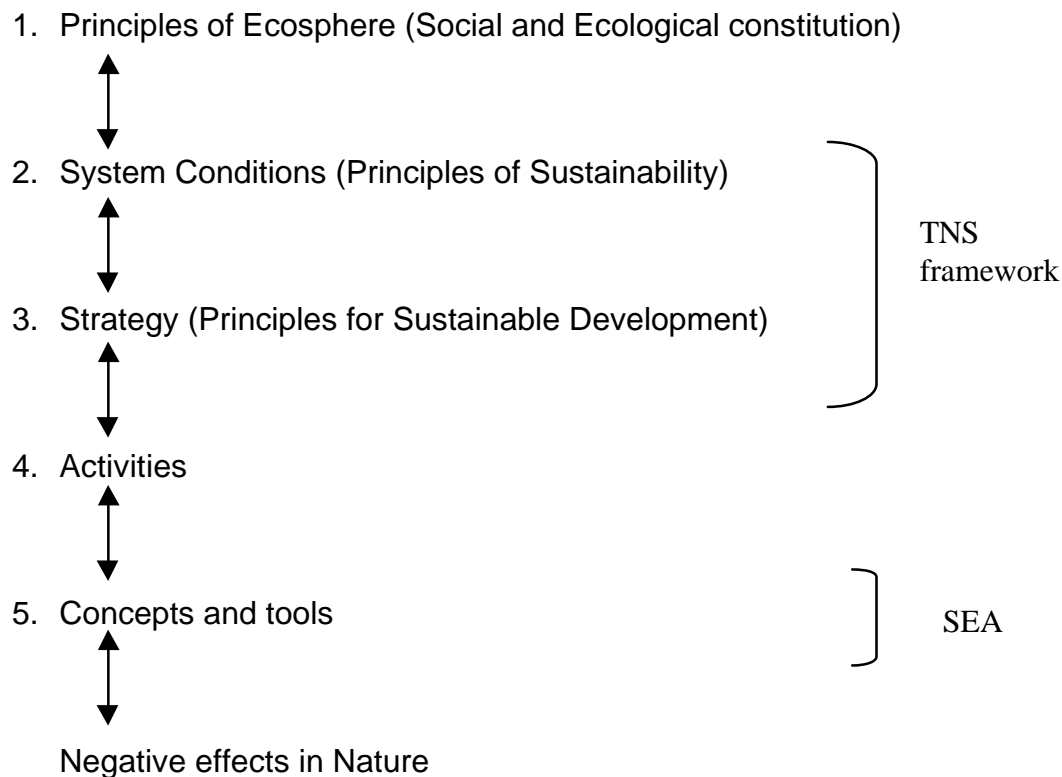 1. Principles of Ecosphere (Social and Ecological constitution)
2. System Conditions (Principles of Sustainability)
TNS
framework
3. Strategy (Principles for Sustainable Development)
4. Activities
5. Concepts and tools
SEA
Negative effects in Nature